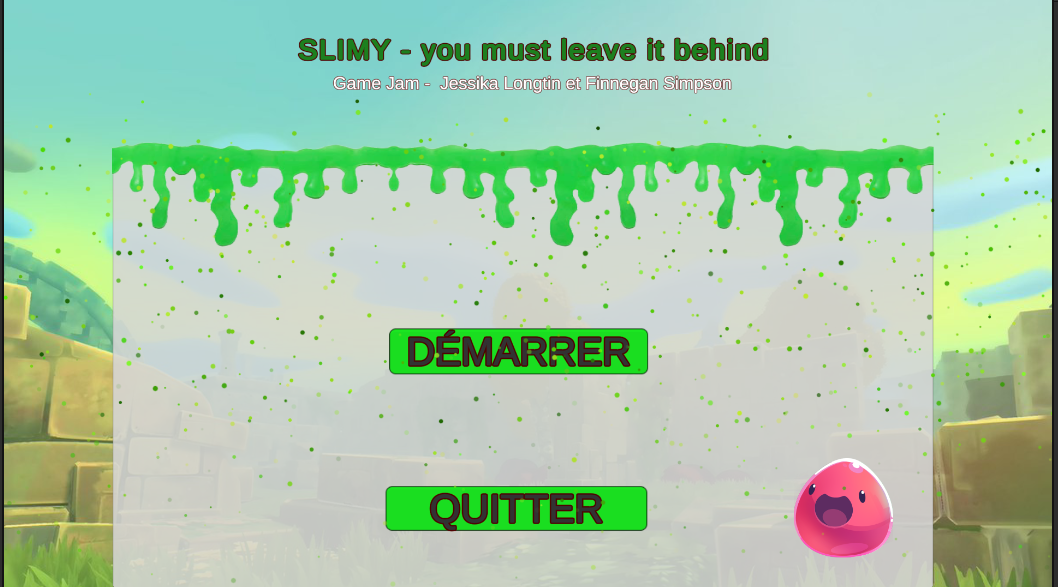 SLIMY - you must leave it behind
Game Jam - Jessika Longtin et Finnegan Simpson
DÉMARRER
QUITTER